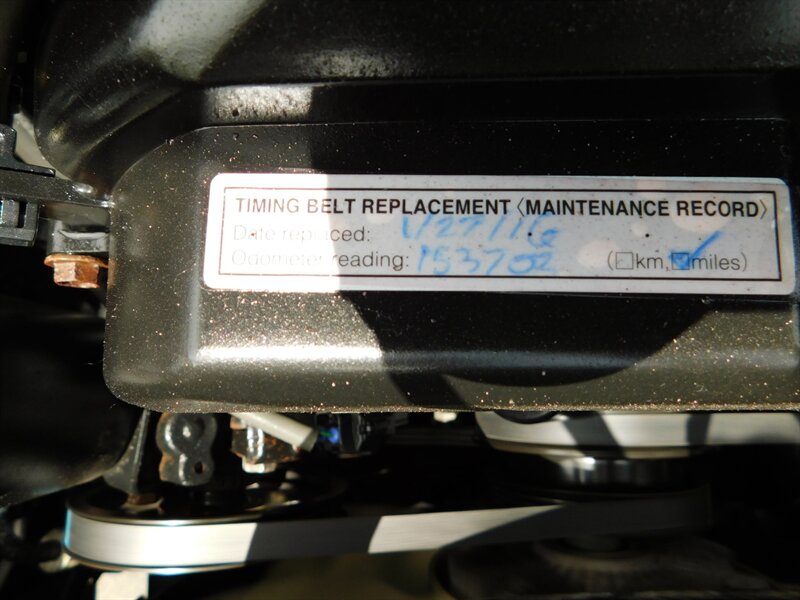 TIMING BELT REPLACEMENT〈MAINTENANCE RECORD〉
Date replaced: 1/27/16
Odometer reading: 153702 (☐km,☑miles)